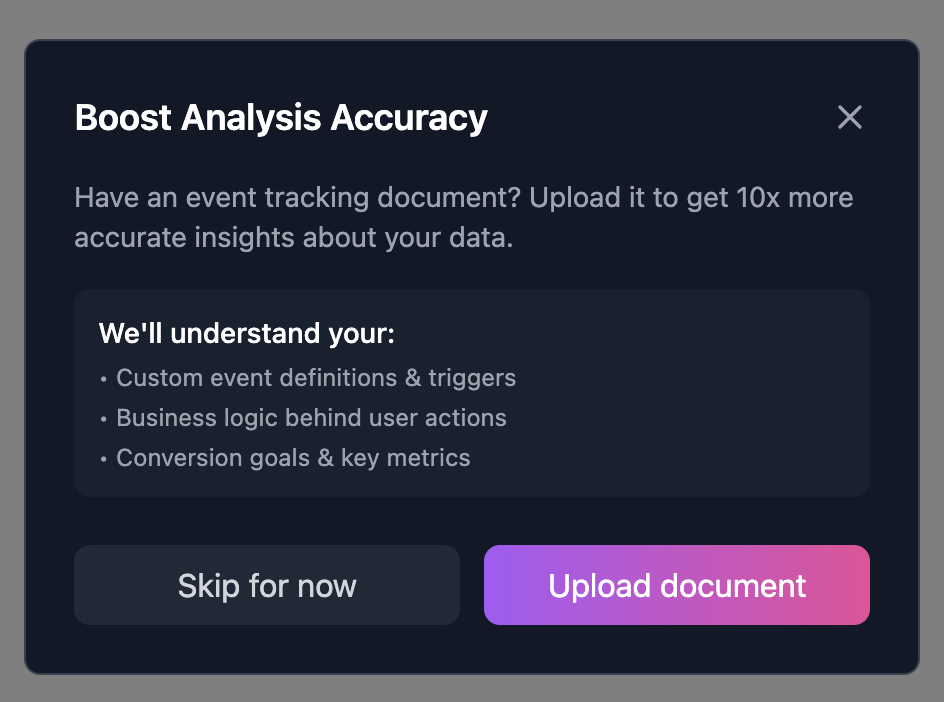 Boost Analysis Accuracy
Have an event tracking document? Upload it to get 10x more
accurate insights about your data.
We'll understand your:
• Custom event definitions & triggers
• Business logic behind user actions
• Conversion goals & key metrics
Skip for now
Upload document